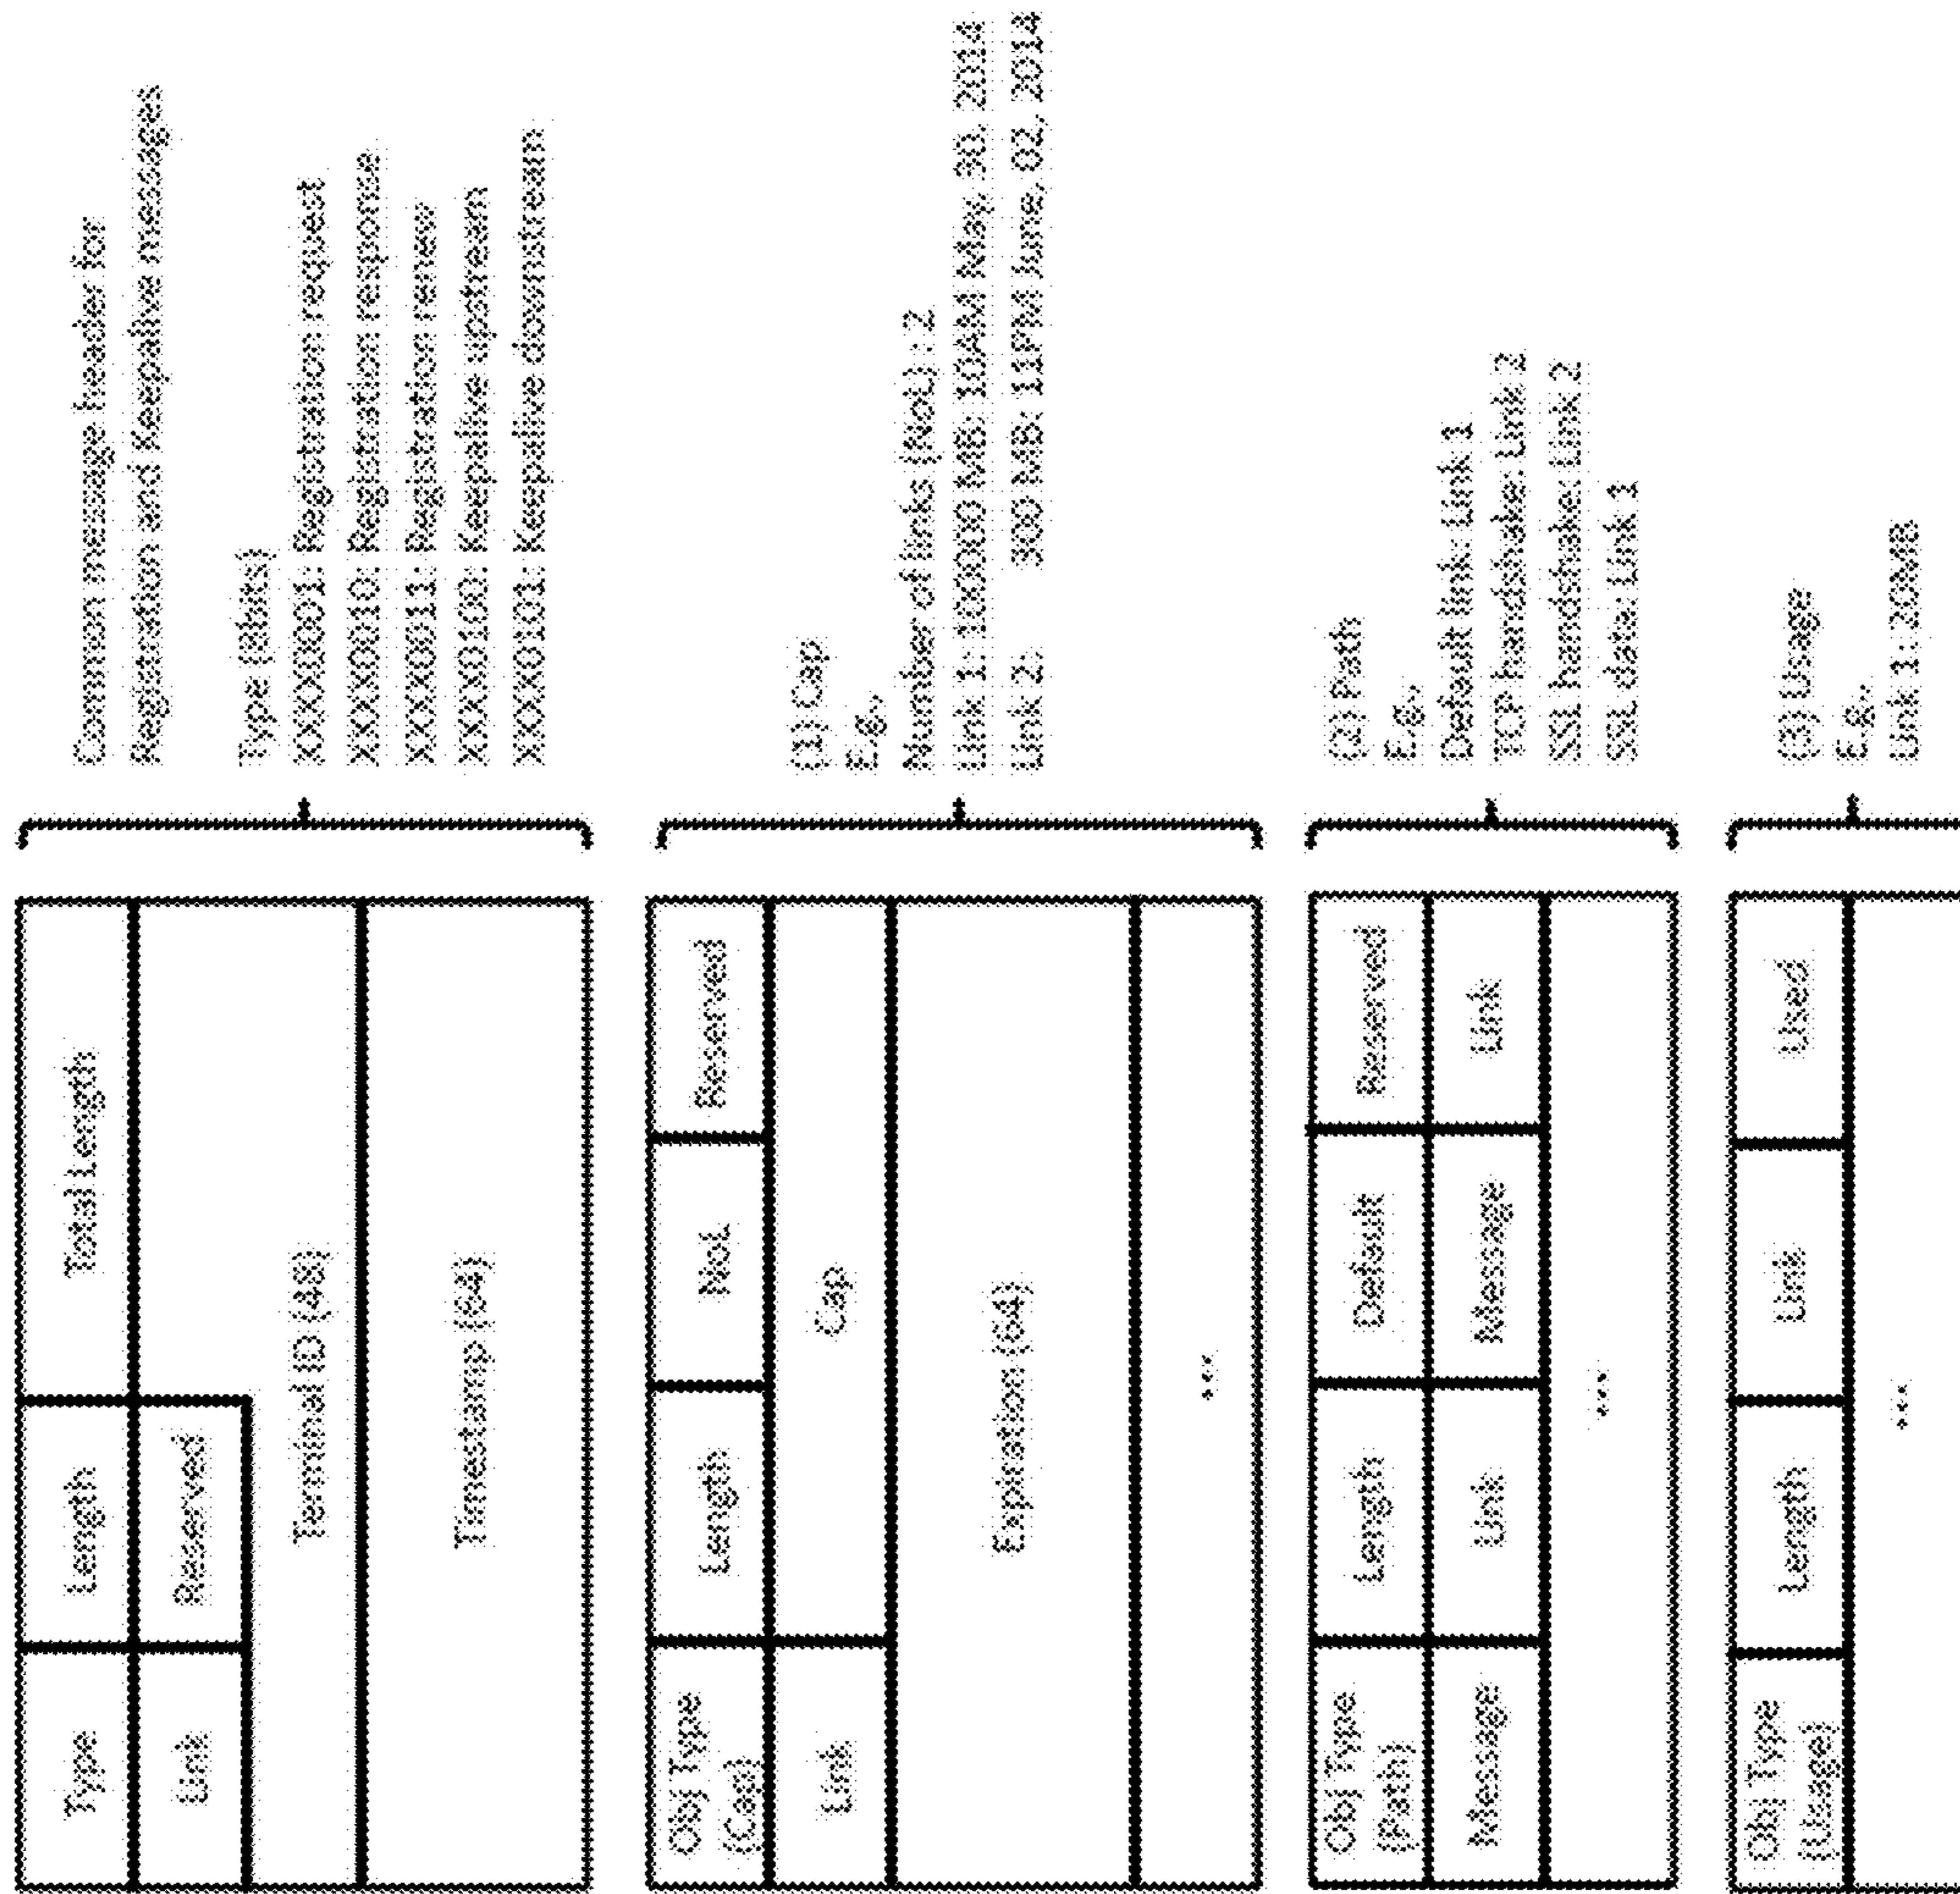 Type Length Total Length
Link Reserved
Terminal ID (48)
Timestamp (64)
Common message header for
Registration and Keepalive messages
Type (8bits)
XXXX0001: Registration request
XXXX0010: Registration response
XXXX0011: Registration renew
XXXX0100: Keepalive upstream
XXXX0101: Keepalive downstream
Obj Type
(Cap)
Length NoL Reserved
Link Cap
Expiration (64)
...
(1) Cap
E.g.,
Number of links (NoL) : 2
Link 1: 100000 MB: 10AM May, 30, 2014
Link 2: 300 MB: 11PM June, 02, 2014
Obj Type
(Path)
Length Default Reserved
Message Link Message Link
...
(2) Path
E.g.,
Default link: Link 1
TCP handshake: Link 2
SSL handshake: Link 2
SSL data: Link 1
Obj Type
(Usage)
Length Link Used
...
(3) Usage
E.g.,
Link 1: 20MB